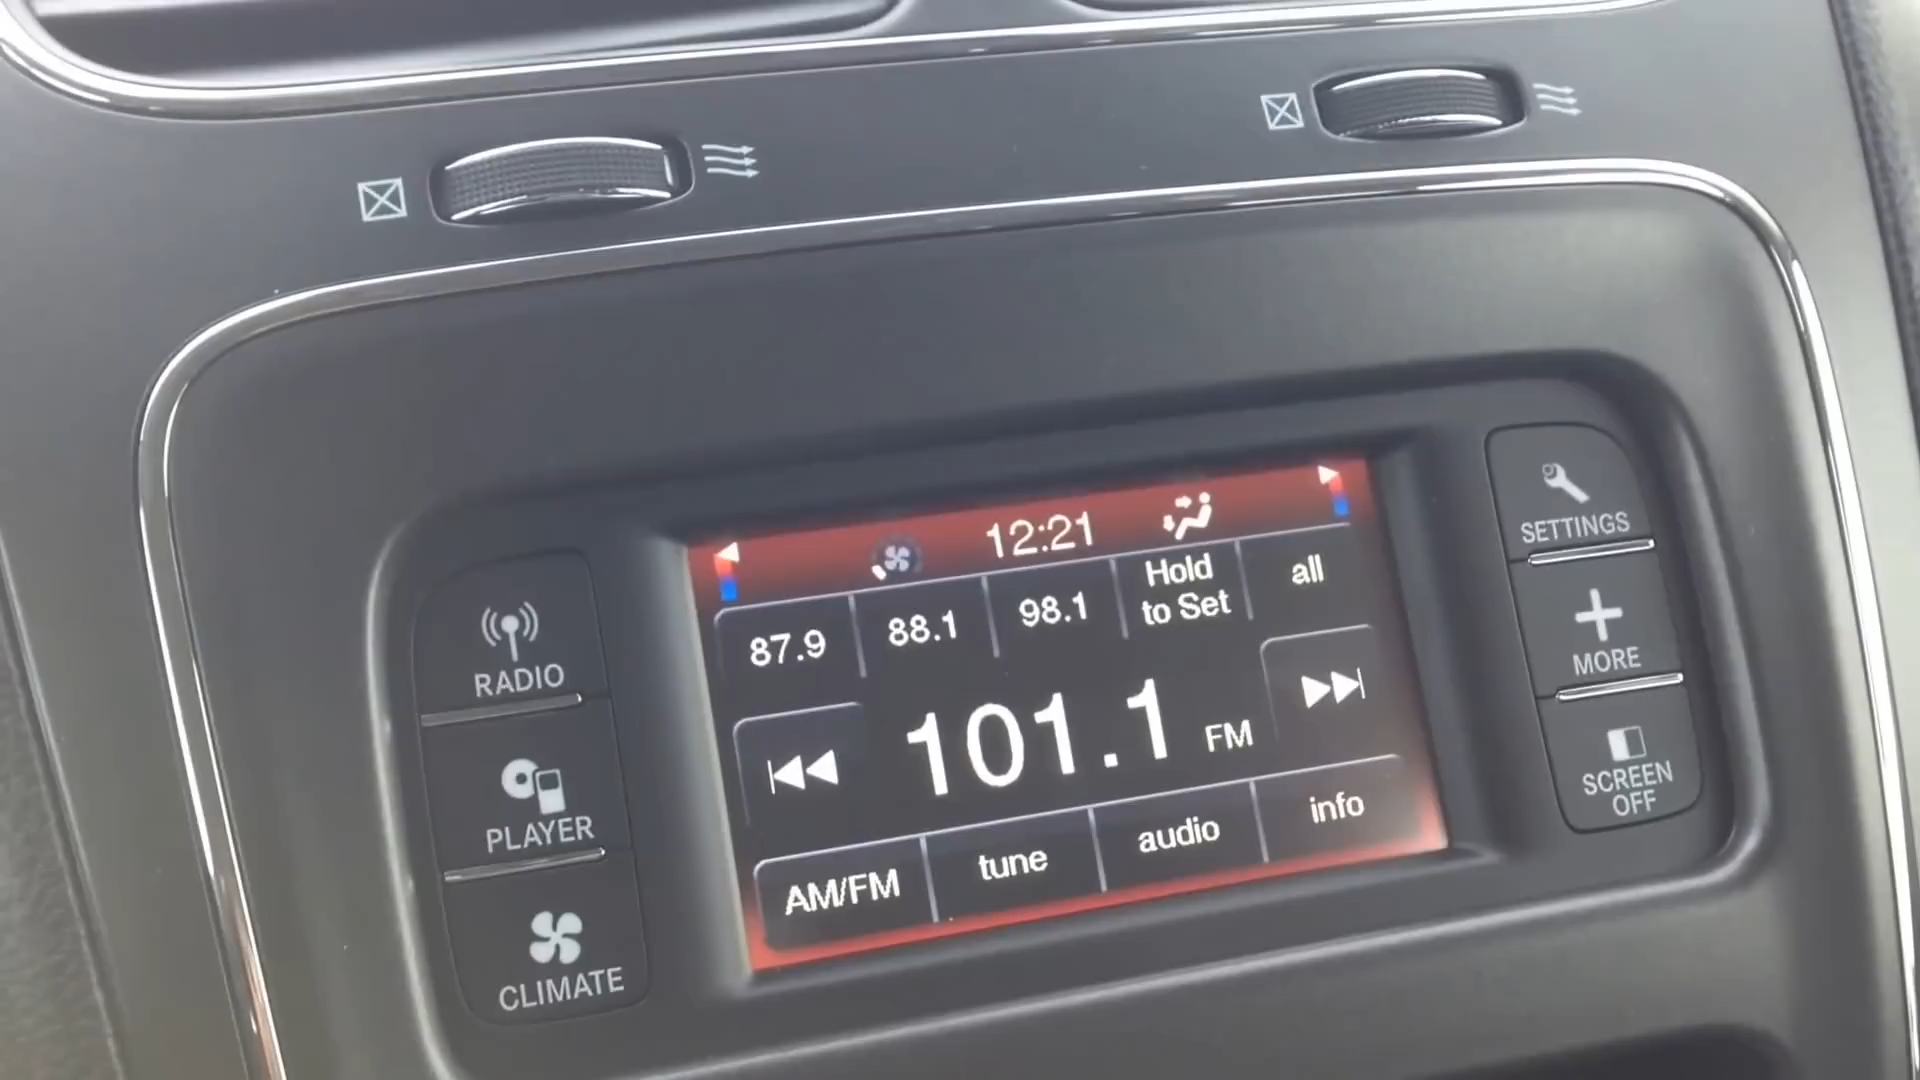 12:21
87.9
88.1
98.1
Hold
to Set
all
101.1 FM
AM/FM
tune
audio
info
RADIO
PLAYER
CLIMATE
SETTINGS
MORE
SCREEN
OFF